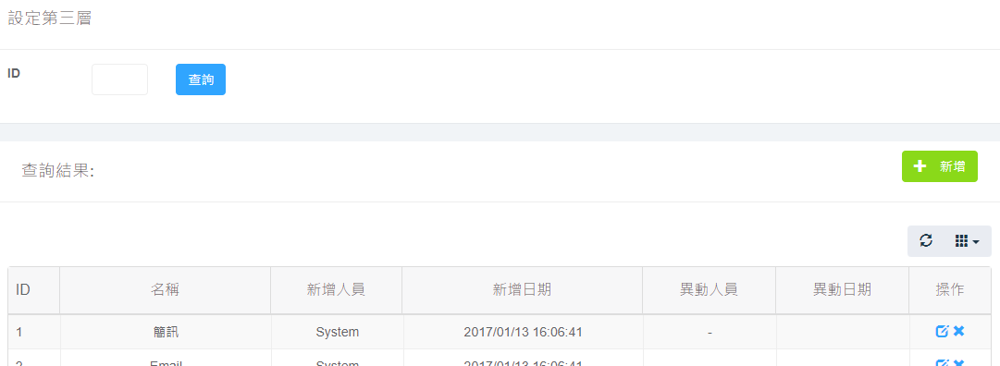 設定第三層
ID 查詢
查詢結果:
新增
ID 名稱 新增人員 新增日期 異動人員 異動日期 操作
1 簡訊 System 2017/01/13 16:06:41 -
2 Email System 2017/01/13 16:06:41